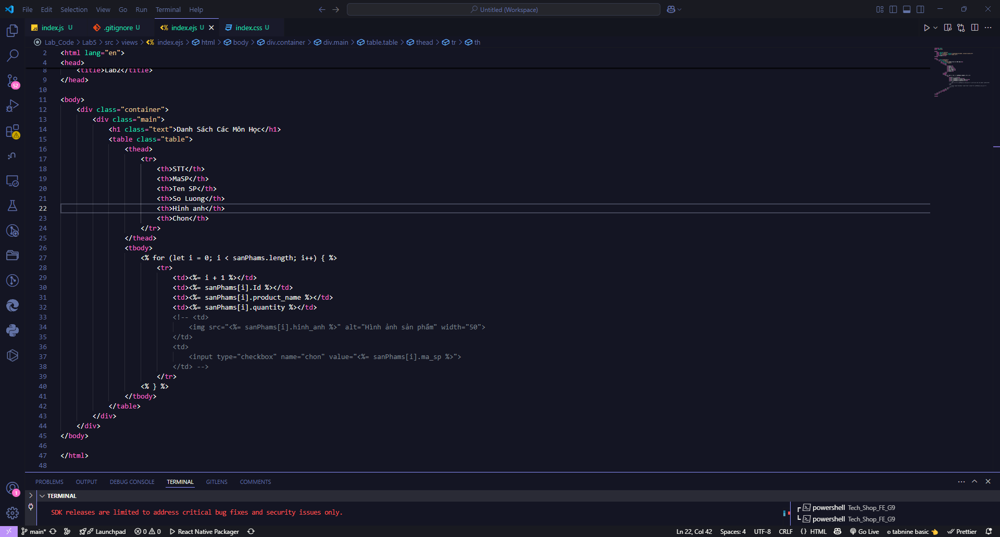 File Edit Selection View Go Run Terminal Help
Untitled (Workspace)
index.js U
.gitignore U
index.ejs U
index.css U
Lab_Code > Lab5 > src > views > index.ejs > html > body > div.container > div.main > table.table > thead > tr > th
2 <html lang="en">
4 <head>
8 <title>Lab2</title>
9 </head>
10
11 <body>
12 <div class="container">
13 <div class="main">
14 <h1 class="text">Danh Sách Các Môn Học</h1>
15 <table class="table">
16 <thead>
17 <tr>
18 <th>STT</th>
19 <th>MaSP</th>
20 <th>Ten SP</th>
21 <th>So Luong</th>
22 <th>Hinh anh</th>
23 <th>Chon</th>
24 </tr>
25 </thead>
26 <tbody>
27 <% for (let i = 0; i < sanPhams.length; i++) { %>
28 <tr>
29 <td><%= i + 1 %></td>
30 <td><%= sanPhams[i].Id %></td>
31 <td><%= sanPhams[i].product_name %></td>
32 <td><%= sanPhams[i].quantity %></td>
33 <!-- <td>
34 <img src="<%= sanPhams[i].hinh_anh %>" alt="Hình ảnh sản phẩm" width="50">
35 </td>
36 <td>
37 <input type="checkbox" name="chon" value="<%= sanPhams[i].ma_sp %>">
38 </td> -->
39 </tr>
40 <% } %>
41 </tbody>
42 </table>
43 </div>
44 </div>
45 </body>
46
47 </html>
48
52
1
PROBLEMS OUTPUT DEBUG CONSOLE TERMINAL GITLENS COMMENTS
TERMINAL
SDK releases are limited to address critical bug fixes and security issues only.
powershell Tech_Shop_FE_G9
powershell Tech_Shop_FE_G9
main* Launchpad 0 0 React Native Packager
Ln 22, Col 42 Spaces: 4 UTF-8 CRLF {} HTML Go Live tabnine basic Prettier